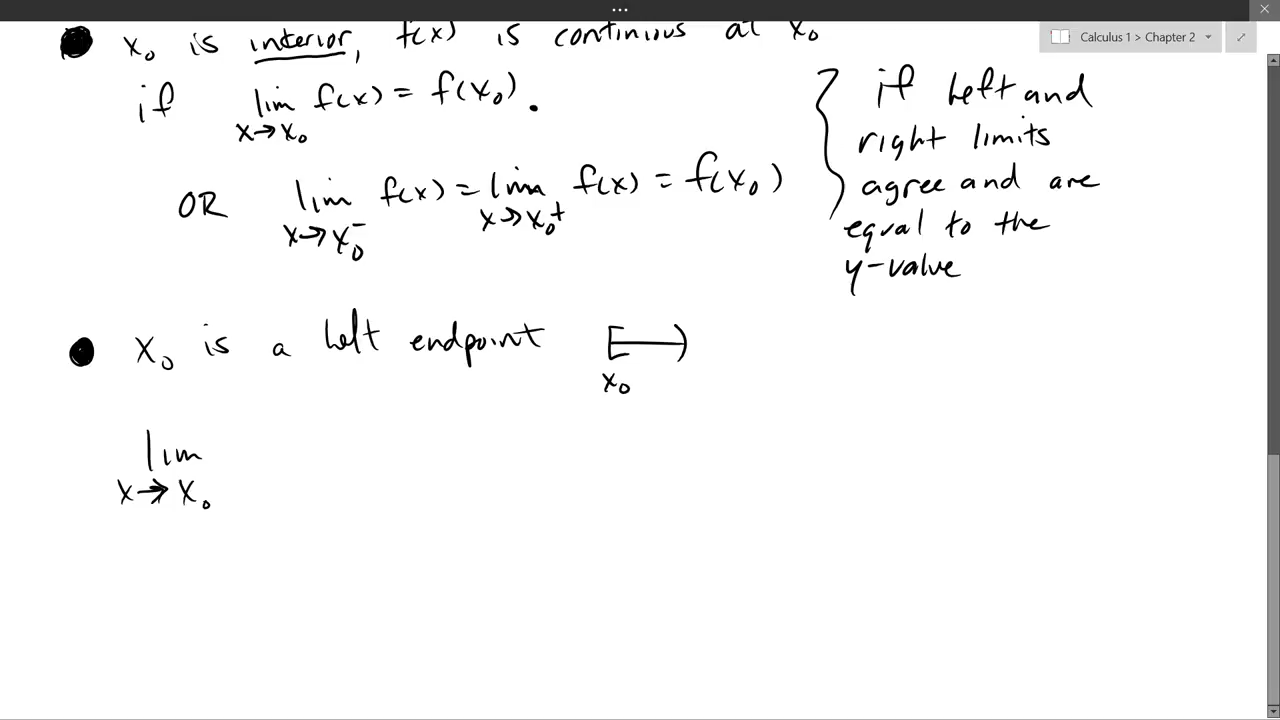 Calculus 1 > Chapter 2
x₀ is interior, f(x) is continuous at x₀
if lim f(x) = f(x₀).
x→x₀
OR lim f(x) = lim f(x) = f(x₀)
x→x₀⁻ x→x₀⁺
if left and
right limits
agree and are
equal to the
y-value
x₀ is a left endpoint [—)
x₀
lim
x→x₀